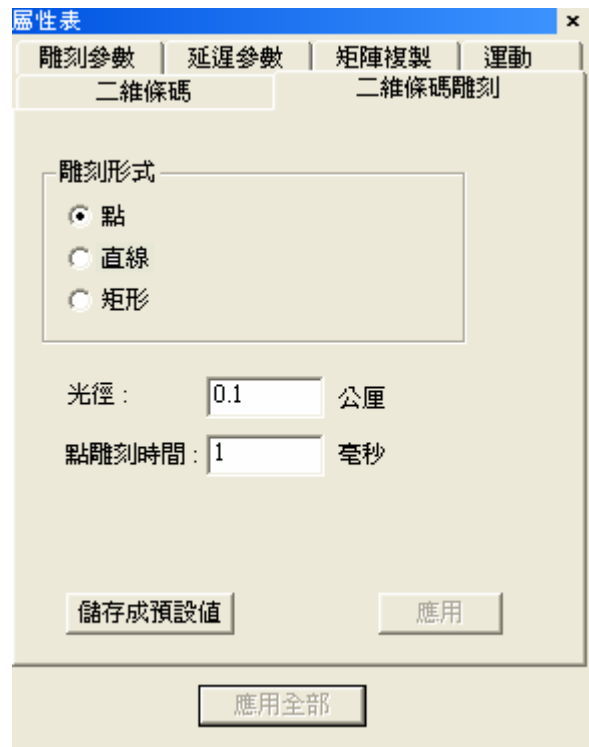 屬性表
雕刻參數 延遲參數 矩陣複製 運動
二維條碼 二維條碼雕刻
雕刻形式
點
直線
矩形
光徑: 0.1 公厘
點雕刻時間: 1 毫秒
儲存成預設值 應用
應用全部